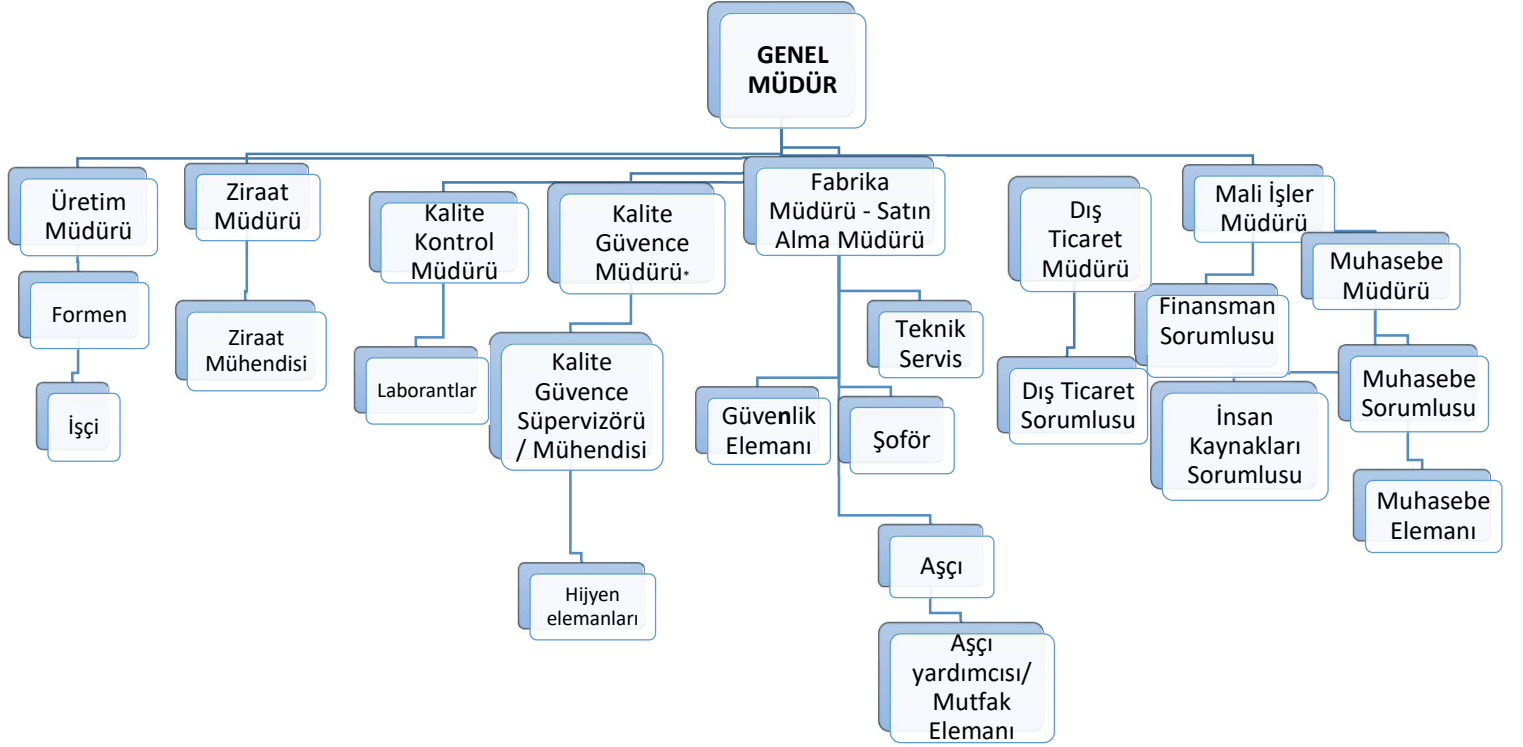 GENEL
MÜDÜR
Üretim
Müdürü
Formen
İşçi
Ziraat
Müdürü
Ziraat
Mühendisi
Kalite
Kontrol
Müdürü
Laborantlar
Kalite
Güvence
Müdürü*
Kalite
Güvence
Süpervizörü
/ Mühendisi
Hijyen
elemanları
Fabrika
Müdürü - Satın
Alma Müdürü
Teknik
Servis
Güvenlik
Elemanı
Şoför
Aşçı
Aşçı
yardımcısı/
Mutfak
Elemanı
Dış
Ticaret
Müdürü
Dış Ticaret
Sorumlusu
Mali İşler
Müdürü
Finansman
Sorumlusu
Muhasebe
Müdürü
İnsan
Kaynakları
Sorumlusu
Muhasebe
Sorumlusu
Muhasebe
Elemanı